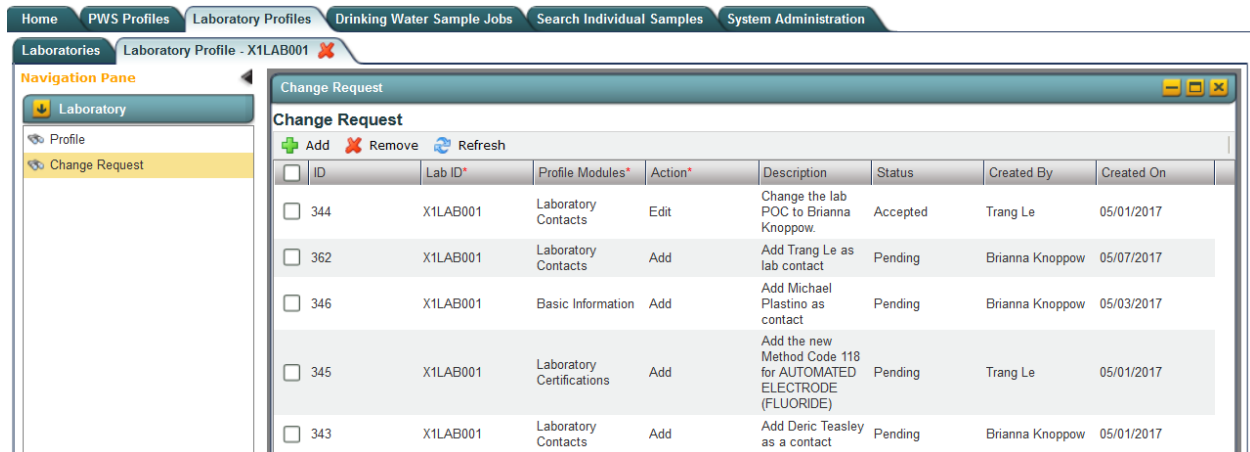 Home PWS Profiles Laboratory Profiles Drinking Water Sample Jobs Search Individual Samples System Administration
Laboratories Laboratory Profile - X1LAB001
Navigation Pane
Laboratory
Profile
Change Request
Change Request
Change Request
Add Remove Refresh
ID Lab ID* Profile Modules* Action* Description Status Created By Created On
344 X1LAB001 Laboratory Contacts Edit Change the lab POC to Brianna Knoppow. Accepted Trang Le 05/01/2017
362 X1LAB001 Laboratory Contacts Add Add Trang Le as lab contact Pending Brianna Knoppow 05/07/2017
346 X1LAB001 Basic Information Add Add Michael Plastino as contact Pending Brianna Knoppow 05/03/2017
345 X1LAB001 Laboratory Certifications Add Add the new Method Code 118 for AUTOMATED ELECTRODE (FLUORIDE) Pending Trang Le 05/01/2017
343 X1LAB001 Laboratory Contacts Add Add Deric Teasley as a contact Pending Brianna Knoppow 05/01/2017